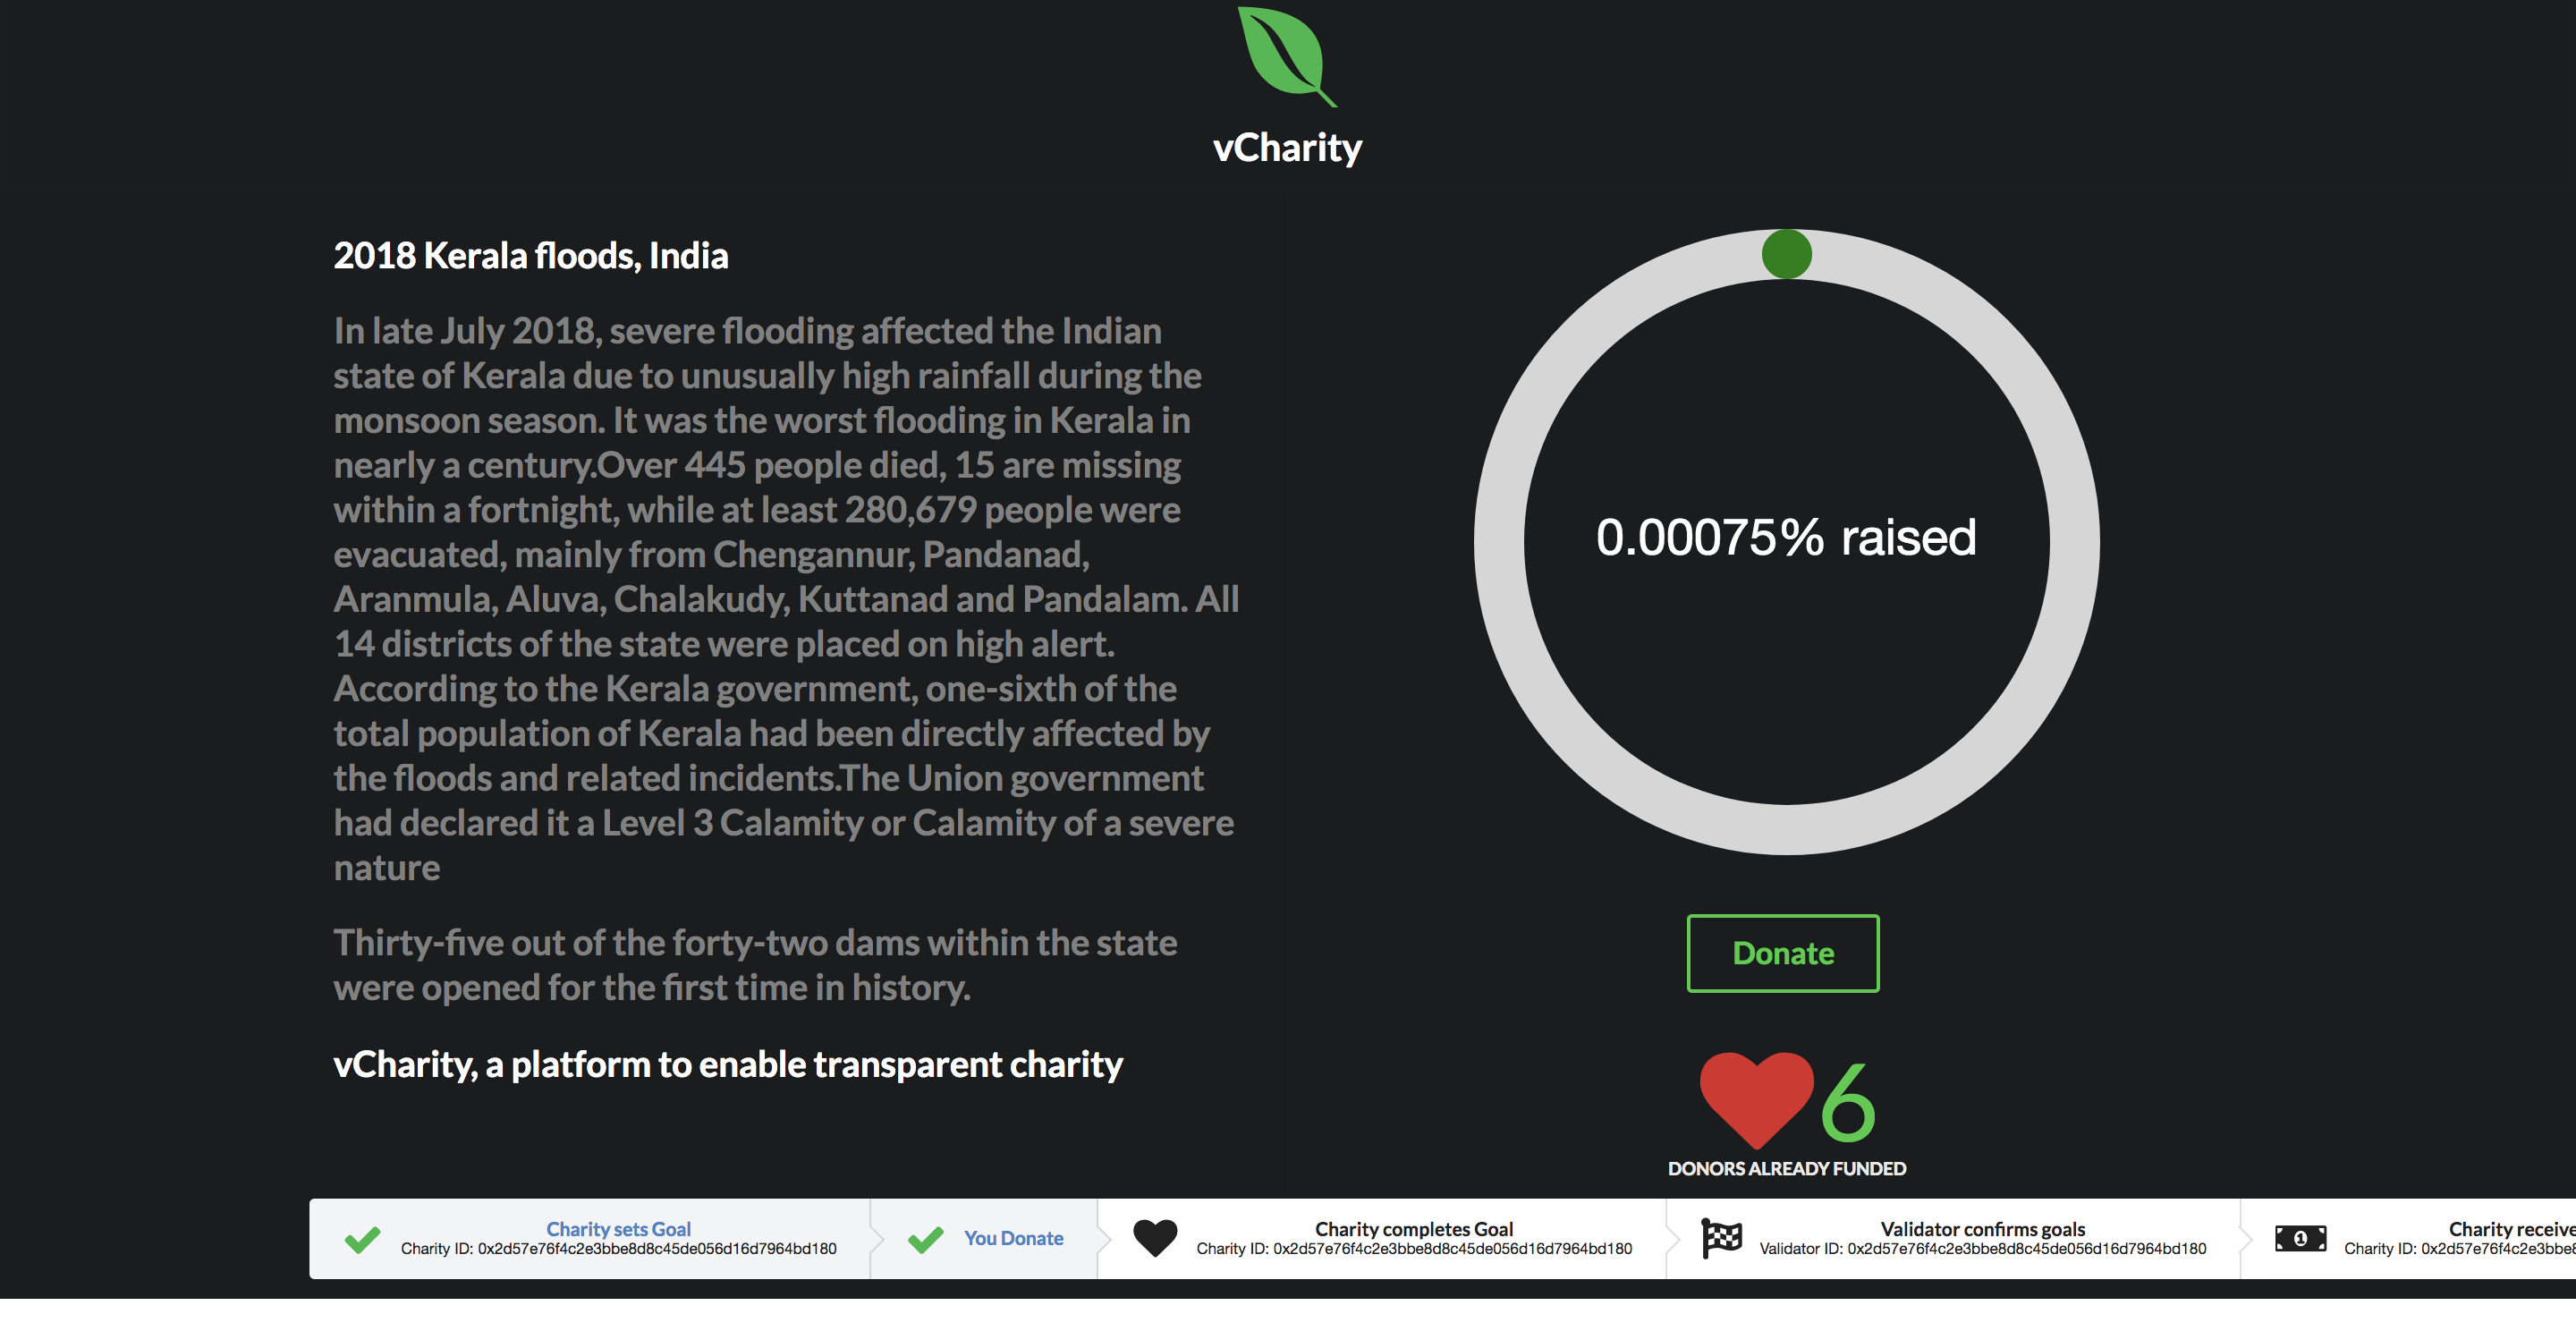 vCharity
2018 Kerala floods, India
In late July 2018, severe flooding affected the Indian
state of Kerala due to unusually high rainfall during the
monsoon season. It was the worst flooding in Kerala in
nearly a century.Over 445 people died, 15 are missing
within a fortnight, while at least 280,679 people were
evacuated, mainly from Chengannur, Pandanad,
Aranmula, Aluva, Chalakudy, Kuttanad and Pandalam. All
14 districts of the state were placed on high alert.
According to the Kerala government, one-sixth of the
total population of Kerala had been directly affected by
the floods and related incidents.The Union government
had declared it a Level 3 Calamity or Calamity of a severe
nature
Thirty-five out of the forty-two dams within the state
were opened for the first time in history.
vCharity, a platform to enable transparent charity
0.00075% raised
Donate
6
DONORS ALREADY FUNDED
Charity sets Goal
Charity ID: 0x2d57e76f4c2e3bbe8d8c45de056d16d7964bd180
You Donate
Charity completes Goal
Charity ID: 0x2d57e76f4c2e3bbe8d8c45de056d16d7964bd180
Validator confirms goals
Validator ID: 0x2d57e76f4c2e3bbe8d8c45de056d16d7964bd180
1
Charity receive
Charity ID: 0x2d57e76f4c2e3bbe8